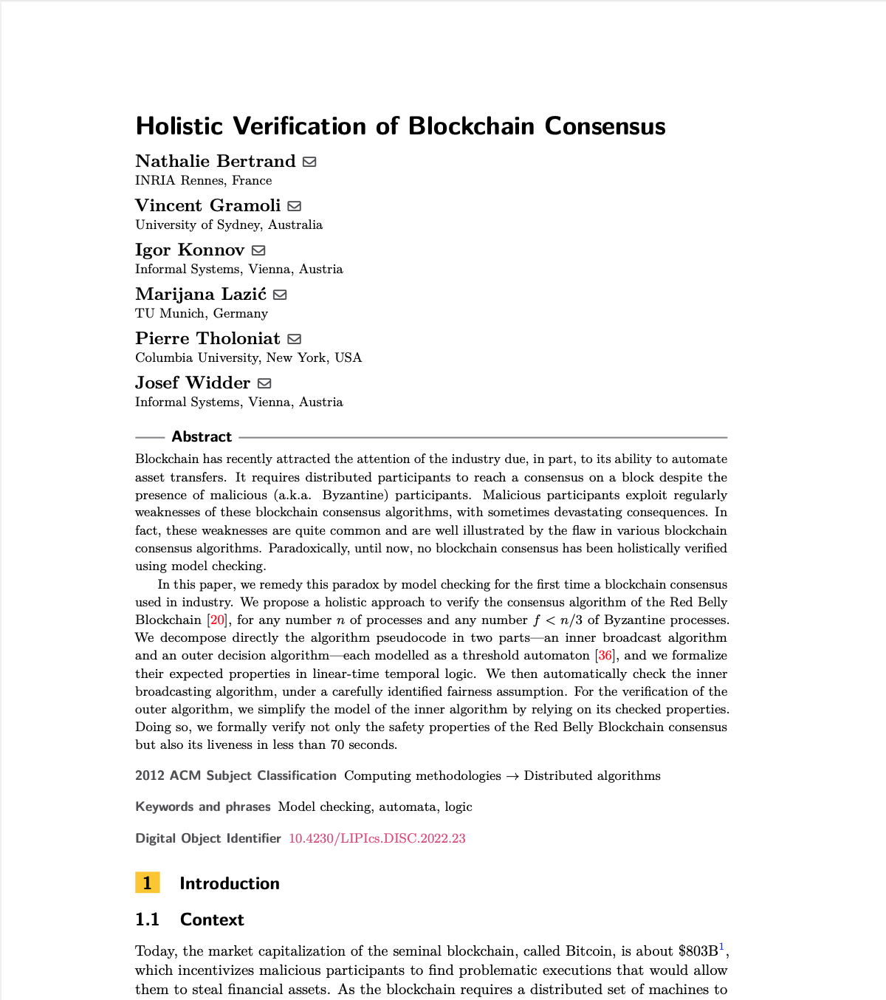 Holistic Verification of Blockchain Consensus
Nathalie Bertrand
INRIA Rennes, France
Vincent Gramoli
University of Sydney, Australia
Igor Konnov
Informal Systems, Vienna, Austria
Marijana Lazić
TU Munich, Germany
Pierre Tholoniat
Columbia University, New York, USA
Josef Widder
Informal Systems, Vienna, Austria
Abstract
Blockchain has recently attracted the attention of the industry due, in part, to its ability to automate
asset transfers. It requires distributed participants to reach a consensus on a block despite the
presence of malicious (a.k.a. Byzantine) participants. Malicious participants exploit regularly
weaknesses of these blockchain consensus algorithms, with sometimes devastating consequences. In
fact, these weaknesses are quite common and are well illustrated by the flaw in various blockchain
consensus algorithms. Paradoxically, until now, no blockchain consensus has been holistically verified
using model checking.
In this paper, we remedy this paradox by model checking for the first time a blockchain consensus
used in industry. We propose a holistic approach to verify the consensus algorithm of the Red Belly
Blockchain [20], for any number n of processes and any number f < n/3 of Byzantine processes.
We decompose directly the algorithm pseudocode in two parts—an inner broadcast algorithm
and an outer decision algorithm—each modelled as a threshold automaton [36], and we formalize
their expected properties in linear-time temporal logic. We then automatically check the inner
broadcasting algorithm, under a carefully identified fairness assumption. For the verification of the
outer algorithm, we simplify the model of the inner algorithm by relying on its checked properties.
Doing so, we formally verify not only the safety properties of the Red Belly Blockchain consensus
but also its liveness in less than 70 seconds.
2012 ACM Subject Classification Computing methodologies → Distributed algorithms
Keywords and phrases Model checking, automata, logic
Digital Object Identifier 10.4230/LIPIcs.DISC.2022.23
1 Introduction
1.1 Context
Today, the market capitalization of the seminal blockchain, called Bitcoin, is about $803B¹,
which incentivizes malicious participants to find problematic executions that would allow
them to steal financial assets. As the blockchain requires a distributed set of machines to